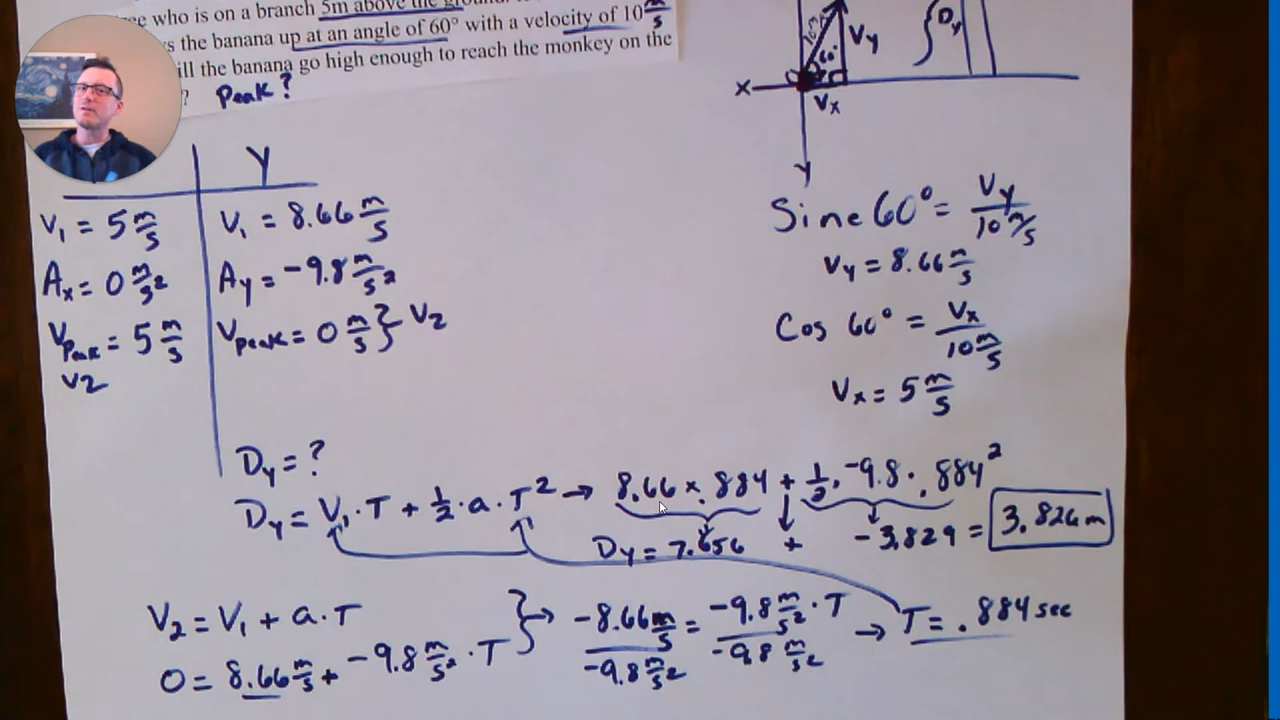 who is on a branch 5m above the ground.
s the banana up at an angle of 60° with a velocity of 10 m/s
ill the banana go high enough to reach the monkey on the
? Peak?
10 m/s
60°
Vy
Dy
X
Vx
Y
Y
V₁ = 5 m/s
V₁ = 8.66 m/s
Ax = 0 m/s²
Ay = -9.8 m/s²
Vpeak = 5 m/s
Vpeak = 0 m/s } V2
V2
Sine 60° = Vy/10 m/s
Vy = 8.66 m/s
Cos 60° = Vx/10 m/s
Vx = 5 m/s
Dy = ?
Dy = V₁ · T + 1/2 · a · T² → 8.66 × .884 + 1/2 · -9.8 · .884²
Dy = 7.656 + -3.829 = 3.826 m
V2 = V₁ + a · T
0 = 8.66 m/s + -9.8 m/s² · T } → -8.66 m/s / -9.8 m/s² = -9.8 m/s² · T / -9.8 m/s² → T = .884 sec